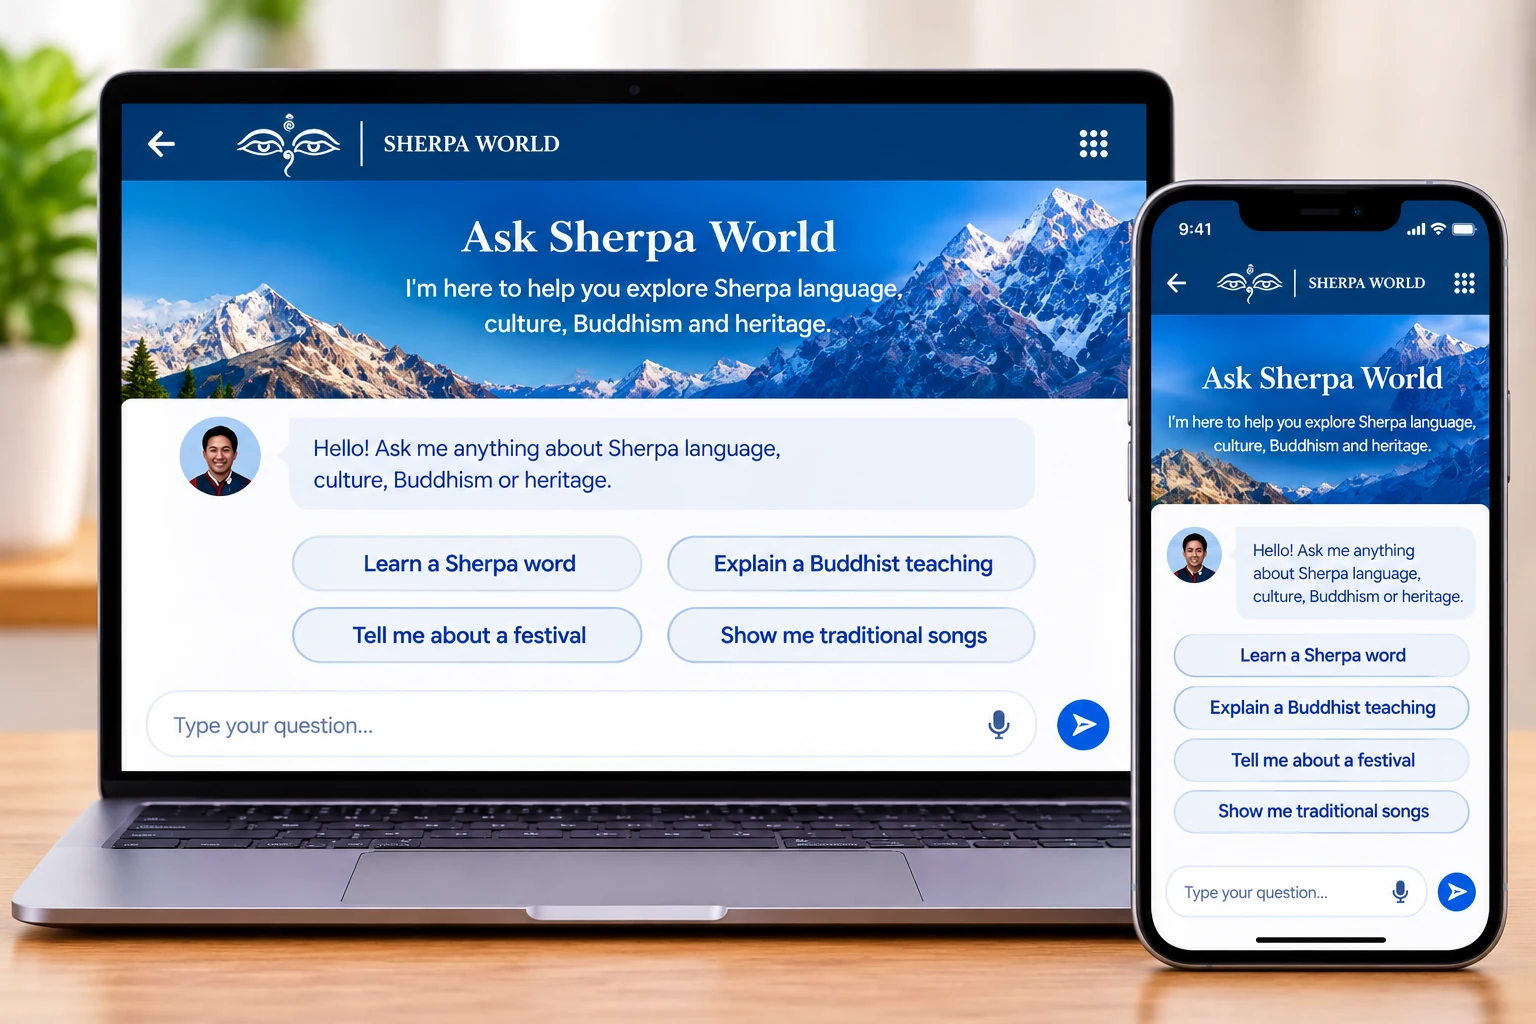 SHERPA WORLD
Ask Sherpa World
I'm here to help you explore Sherpa language,
culture, Buddhism and heritage.
Hello! Ask me anything about Sherpa language,
culture, Buddhism or heritage.
Learn a Sherpa word
Explain a Buddhist teaching
Tell me about a festival
Show me traditional songs
Type your question...
9:41
SHERPA WORLD
Ask Sherpa World
I'm here to help you explore Sherpa language,
culture, Buddhism and heritage.
Hello! Ask me anything
about Sherpa language,
culture, Buddhism or heritage.
Learn a Sherpa word
Explain a Buddhist teaching
Tell me about a festival
Show me traditional songs
Type your question...